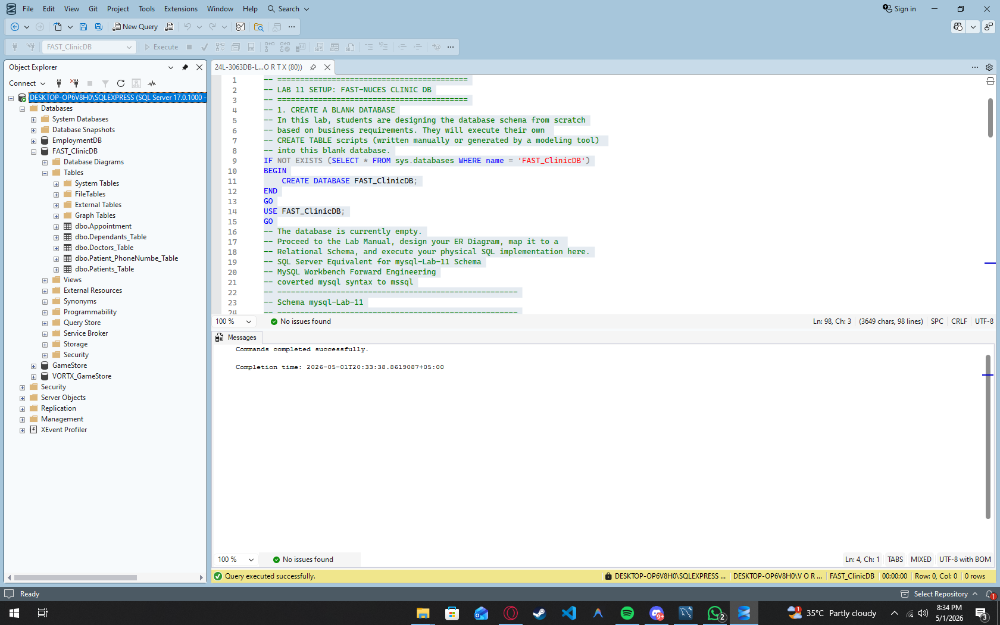 File Edit View Git Project Tools Extensions Window Help Search Sign in
New Query
FAST_ClinicDB Execute
Object Explorer
Connect
DESKTOP-OP6V8H0\SQLEXPRESS (SQL Server 17.0.1000 -
Databases
System Databases
Database Snapshots
EmploymentDB
FAST_ClinicDB
Database Diagrams
Tables
System Tables
FileTables
External Tables
Graph Tables
dbo.Appointment
dbo.Dependants_Table
dbo.Doctors_Table
dbo.Patient_PhoneNumbe_Table
dbo.Patients_Table
Views
External Resources
Synonyms
Programmability
Query Store
Service Broker
Storage
Security
GameStore
VORTX_GameStore
Security
Server Objects
Replication
Management
XEvent Profiler
24L-3063DB-L...O R T X (80))
1 -- ==========================================
2 -- LAB 11 SETUP: FAST-NUCES CLINIC DB
3 -- ==========================================
4 -- 1. CREATE A BLANK DATABASE
5 -- In this lab, students are designing the database schema from scratch
6 -- based on business requirements. They will execute their own
7 -- CREATE TABLE scripts (written manually or generated by a modeling tool)
8 -- into this blank database.
9 IF NOT EXISTS (SELECT * FROM sys.databases WHERE name = 'FAST_ClinicDB')
10 BEGIN
11 CREATE DATABASE FAST_ClinicDB;
12 END
13 GO
14 USE FAST_ClinicDB;
15 GO
16 -- The database is currently empty.
17 -- Proceed to the Lab Manual, design your ER Diagram, map it to a
18 -- Relational Schema, and execute your physical SQL implementation here.
19 -- SQL Server Equivalent for mysql-Lab-11 Schema
20 -- MySQL Workbench Forward Engineering
21 -- coverted mysql syntax to mssql
22 -- -----------------------------------------------------
23 -- Schema mysql-Lab-11
24 -- -----------------------------------------------------
100 % No issues found Ln: 98, Ch: 3 (3649 chars, 98 lines) SPC CRLF UTF-8
Messages
Commands completed successfully.
Completion time: 2026-05-01T20:33:38.8619087+05:00
100 % No issues found Ln: 4, Ch: 1 TABS MIXED UTF-8 with BOM
Query executed successfully. DESKTOP-OP6V8H0\SQLEXPRESS ... DESKTOP-OP6V8H0\V O R ... FAST_ClinicDB 00:00:00 Row: 0, Col: 0 0 rows
Ready Select Repository 1
9+ 2 1 35°C Partly cloudy 8:34 PM
5/1/2026 3